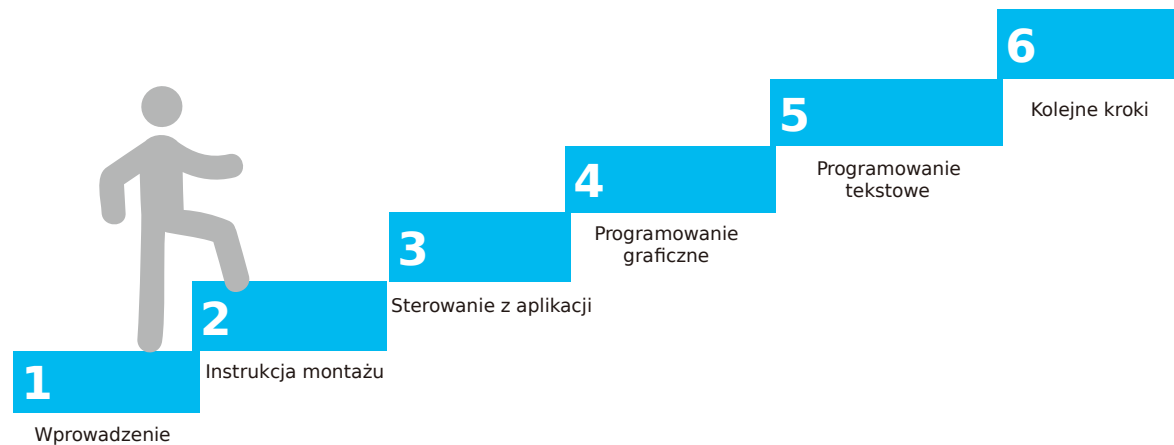 1
Wprowadzenie
2
Instrukcja montażu
3
Sterowanie z aplikacji
4
Programowanie
graficzne
5
Programowanie
tekstowe
6
Kolejne kroki